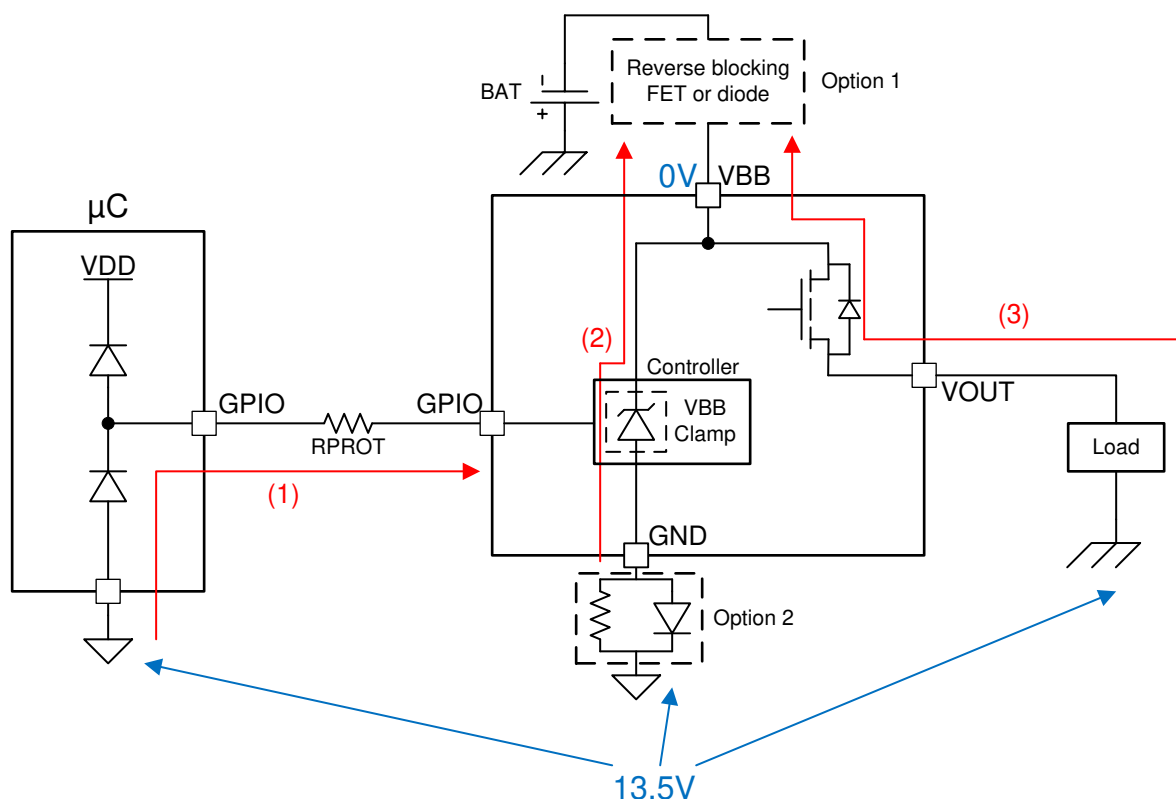 Reverse blocking
FET or diode
Option 1
BAT
-
+
0V
VBB
µC
VDD
GPIO
RPROT
GPIO
(1)
(2)
Controller
VBB
Clamp
(3)
VOUT
Load
GND
Option 2
13.5V